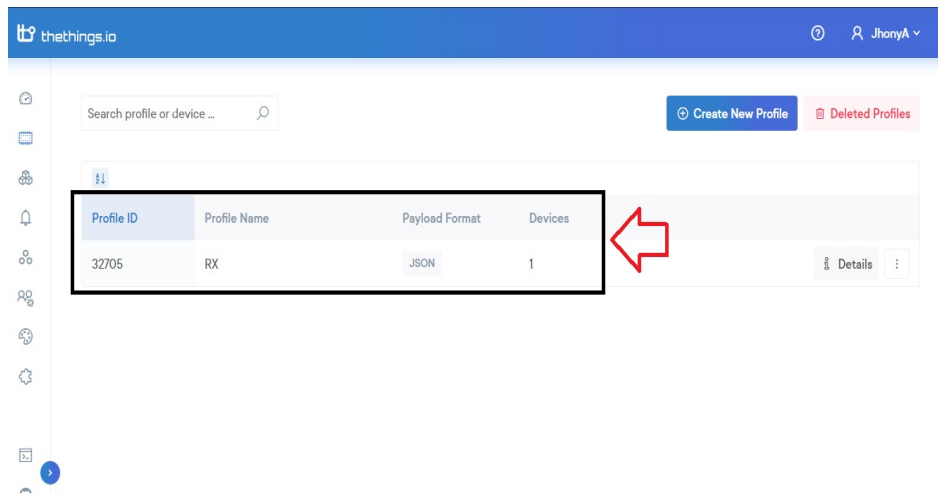 thethings.io
JhonyA
Search profile or device ...
Create New Profile
Deleted Profiles
Profile ID Profile Name Payload Format Devices
32705 RX JSON 1 Details